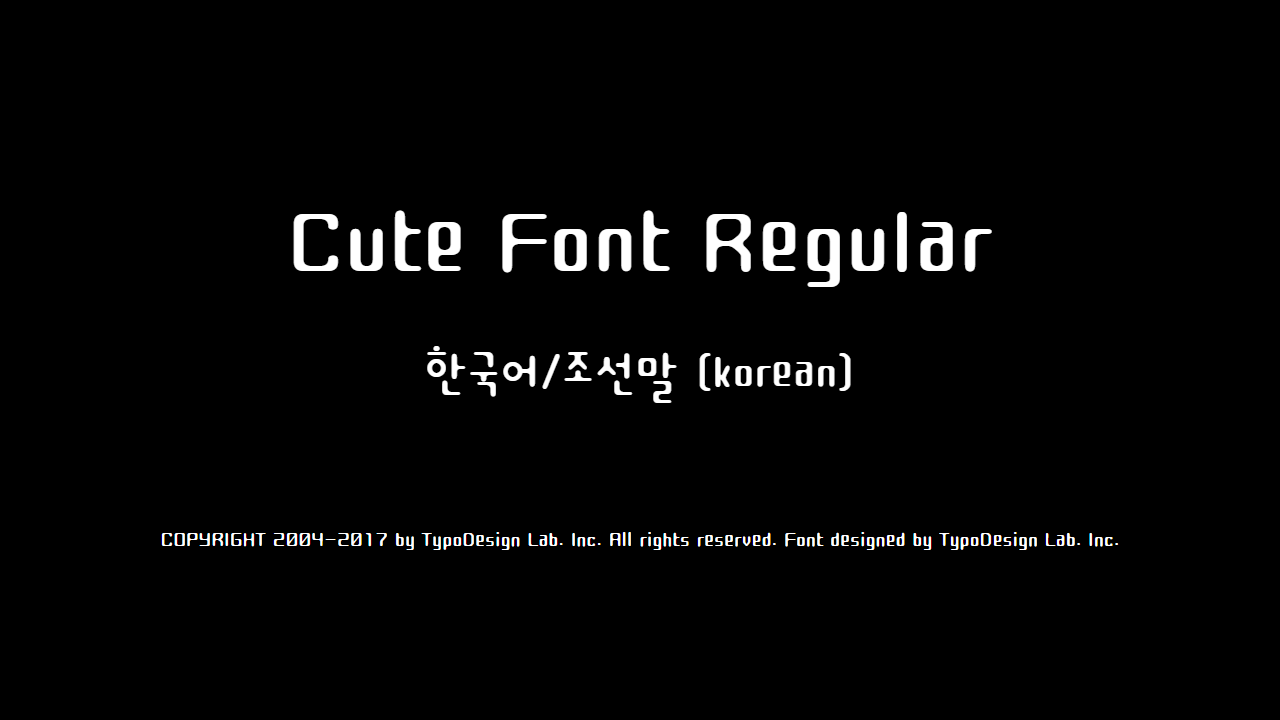 Cute Font Regular
한국어/조선말 (korean)
COPYRIGHT 2004-2017 by TypoDesign Lab. Inc. All rights reserved. Font designed by TypoDesign Lab. Inc.